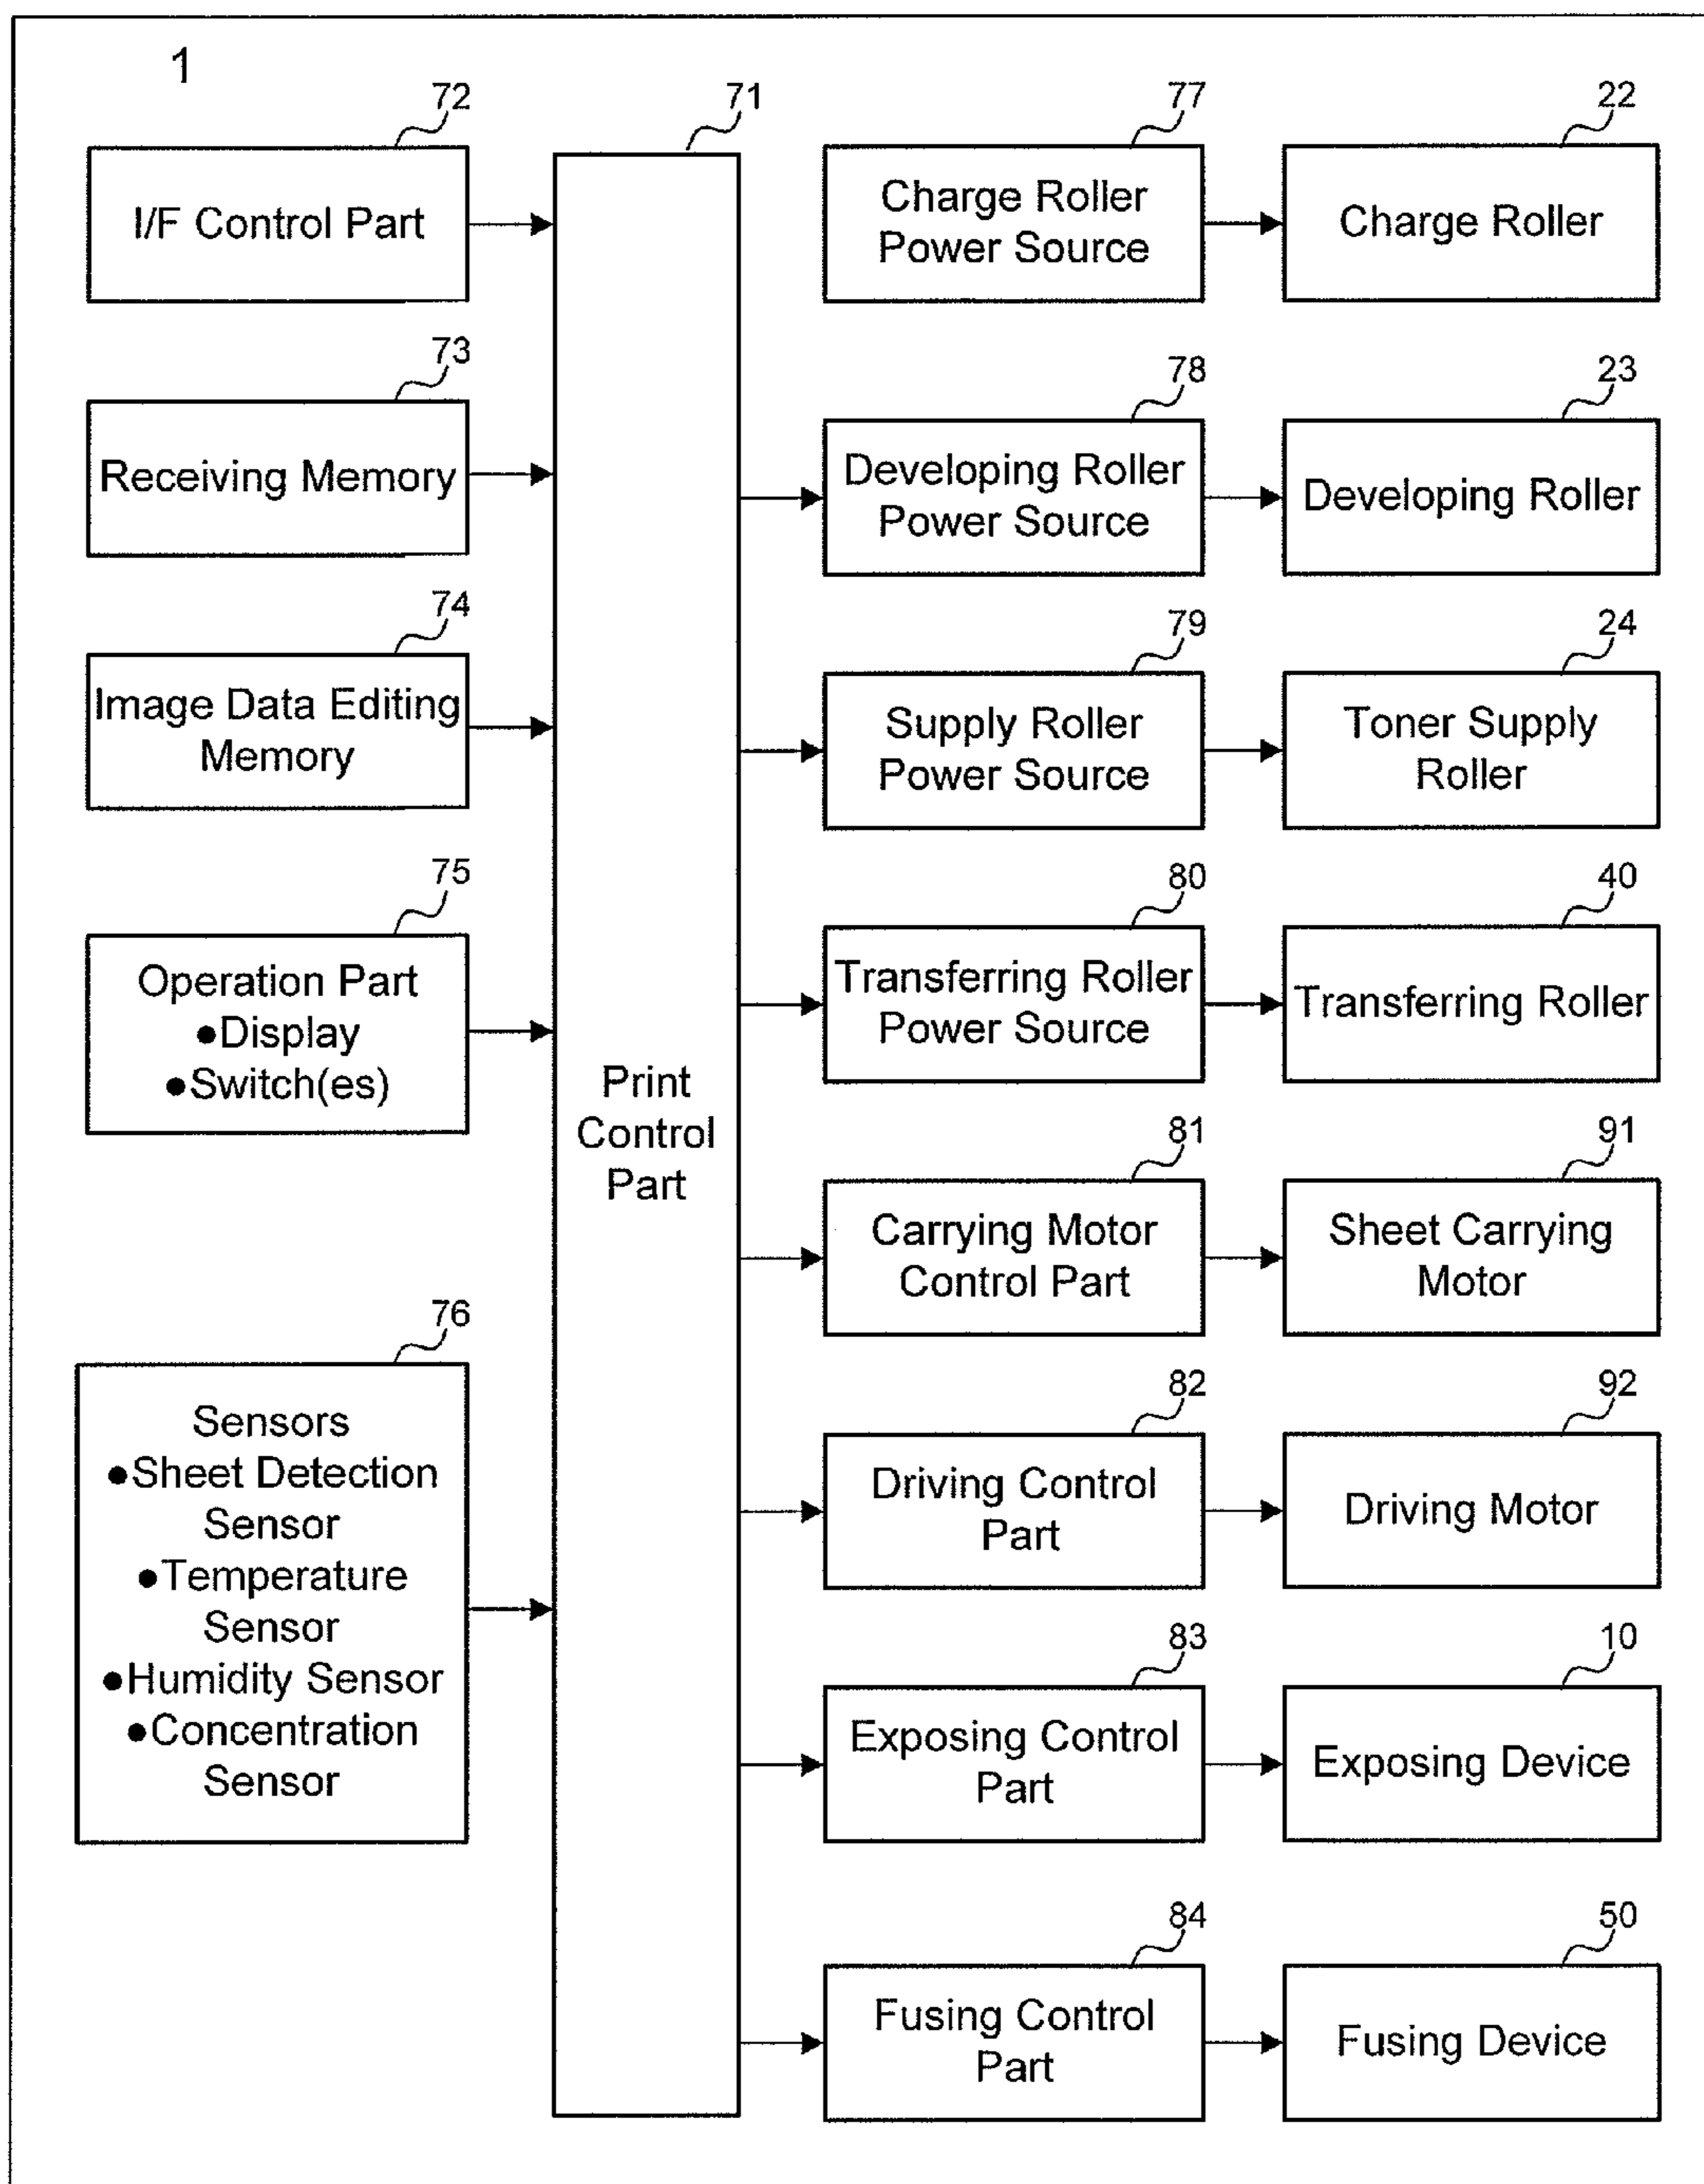 1
72
I/F Control Part
73
Receiving Memory
74
Image Data Editing
Memory
75
Operation Part
●Display
●Switch(es)
76
Sensors
●Sheet Detection
Sensor
●Temperature
Sensor
●Humidity Sensor
●Concentration
Sensor
71
Print
Control
Part
77
Charge Roller
Power Source
22
Charge Roller
78
Developing Roller
Power Source
23
Developing Roller
79
Supply Roller
Power Source
24
Toner Supply
Roller
80
Transferring Roller
Power Source
40
Transferring Roller
81
Carrying Motor
Control Part
91
Sheet Carrying
Motor
82
Driving Control
Part
92
Driving Motor
83
Exposing Control
Part
10
Exposing Device
84
Fusing Control
Part
50
Fusing Device